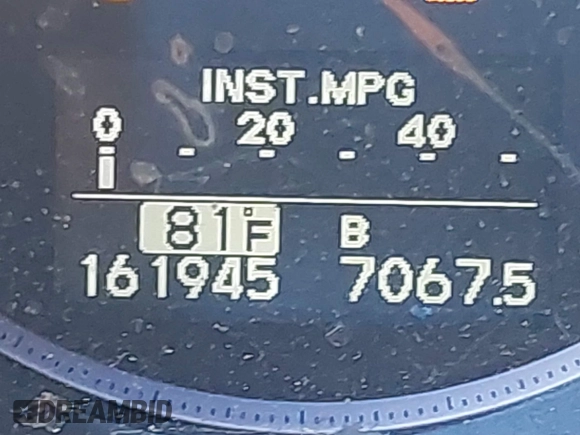 INST.MPG
0 20 40
81°F B
161945 7067.5
DREAMBID